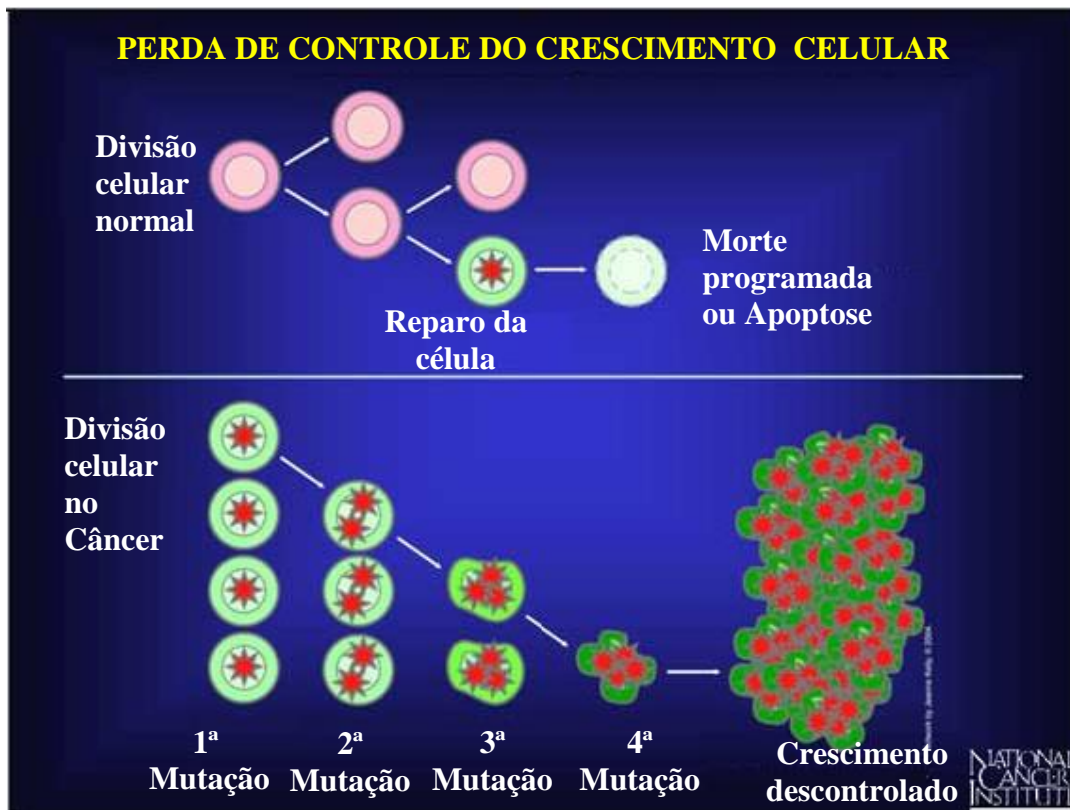 PERDA DE CONTROLE DO CRESCIMENTO CELULAR
Divisão
celular
normal
Morte
programada
ou Apoptose
Reparo da
célula
Divisão
celular
no
Câncer
1ª
Mutação
2ª
Mutação
3ª
Mutação
4ª
Mutação
Crescimento
descontrolado
NATIONAL
CANCER
INSTITUTE